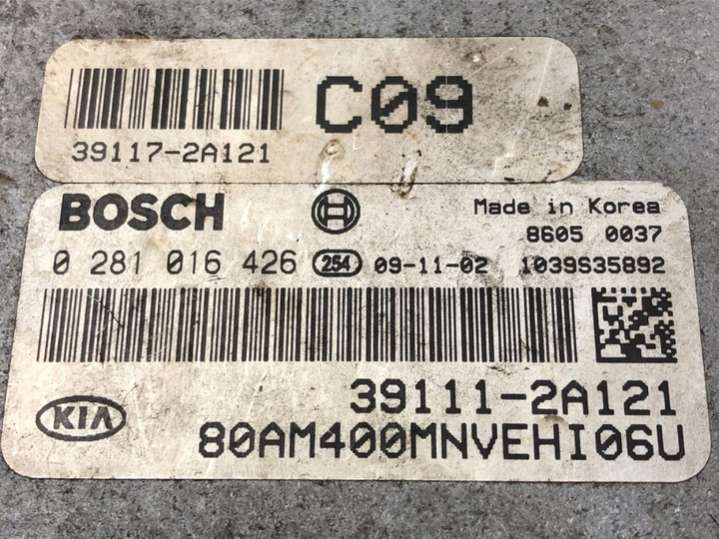 C09
39117-2A121
BOSCH
Made in Korea
8605 0037
0 281 016 426 254 09-11-02 1039S35892
39111-2A121
KIA
80AM400MNVEHI06U